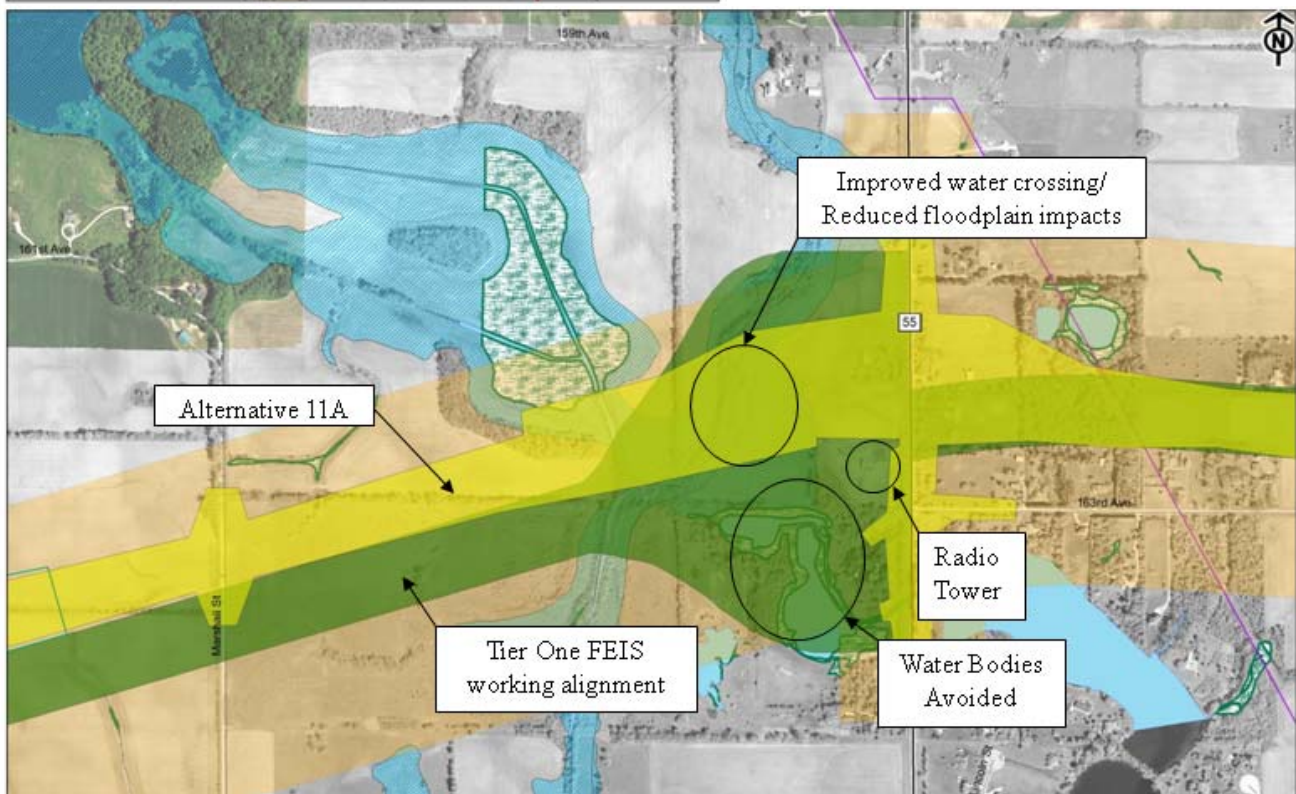 N
159th Ave
Improved water crossing/
Reduced floodplain impacts
161st Ave
55
Alternative 11A
163rd Ave
Radio
Tower
Marshall St
Tier One FEIS
working alignment
Water Bodies
Avoided